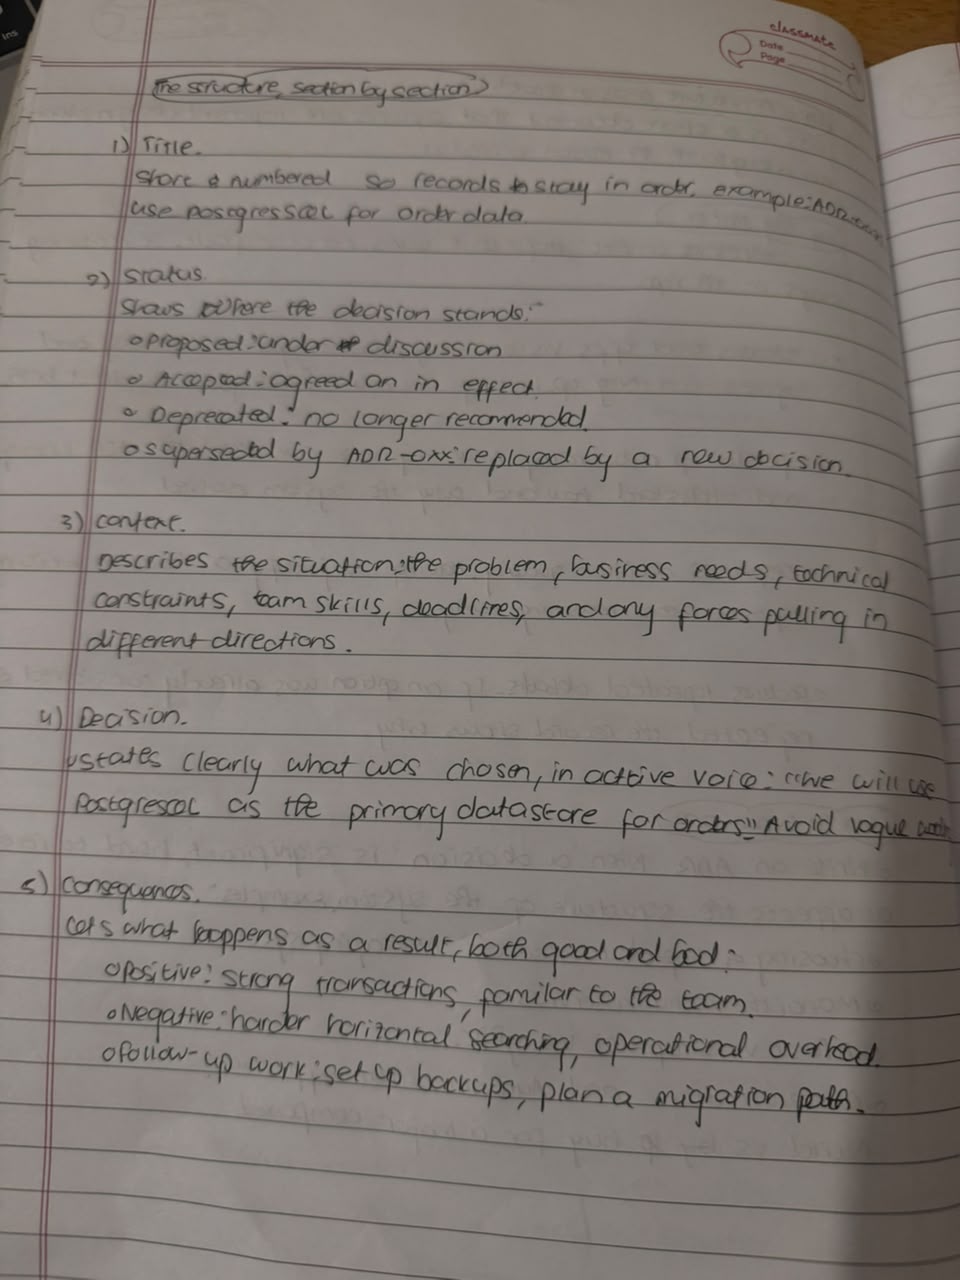 Ins
classmate
Date
Page
The structure, section by section
1) Title.
Short & numbered so records to stay in order, example: ADR
use postgressQL for order data
2) Status.
Shows Where the decision stands:-
o Proposed: under discussion
o Accepted: agreed on in effect.
o Deprecated: no longer recommended.
o superseded by ADR-0XX: replaced by a new decision.
3) context.
Describes the situation: the problem, business needs, technical
constraints, team skills, deadlines, and any forces pulling in
different directions.
4) Decision.
states clearly what was chosen, in active voice: "we will use
PostgresQL as the primary datastore for orders" Avoid vague
5) Consequences.
what happens as a result, both good and bad:
o Positive: strong transactions, familar to the team.
o Negative: harder horizontal searching, operational overhead.
o Follow-up work: set up backups, plan a migration path.